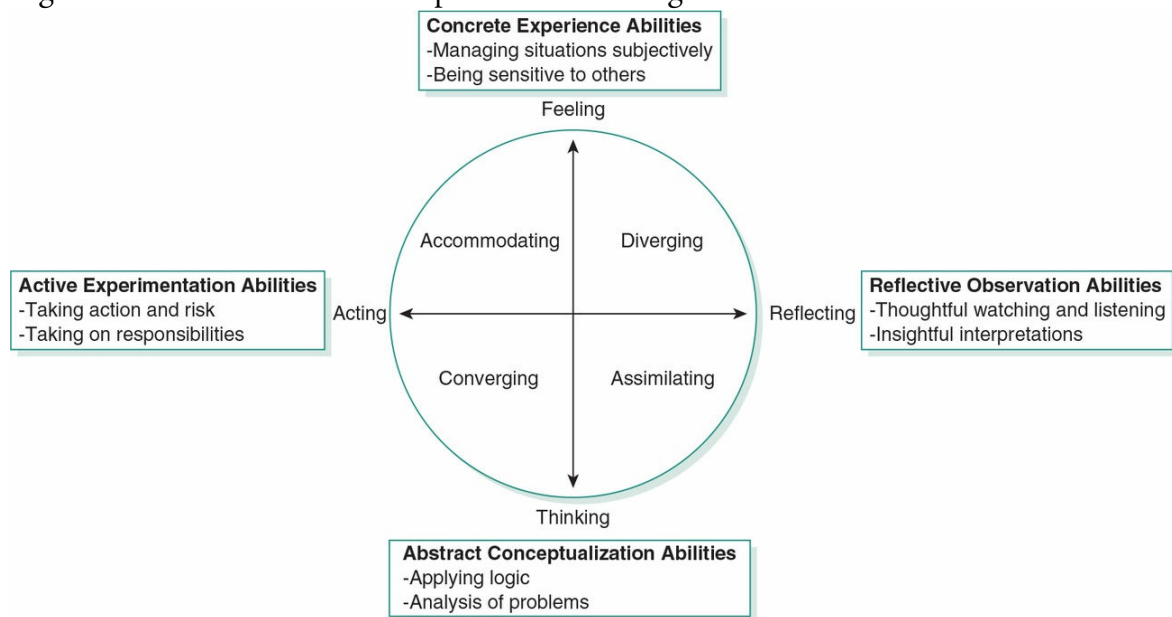 Concrete Experience Abilities
-Managing situations subjectively
-Being sensitive to others
Feeling
Accommodating
Diverging
Active Experimentation Abilities
-Taking action and risk
-Taking on responsibilities
Acting
Reflecting
Reflective Observation Abilities
-Thoughtful watching and listening
-Insightful interpretations
Converging
Assimilating
Thinking
Abstract Conceptualization Abilities
-Applying logic
-Analysis of problems